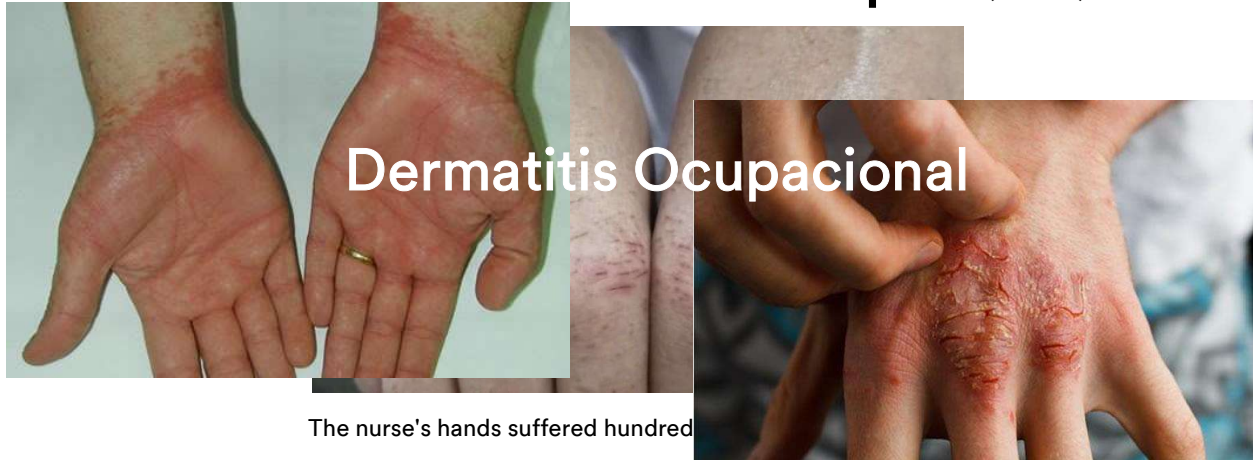 Dermatitis Ocupacional
The nurse's hands suffered hundred